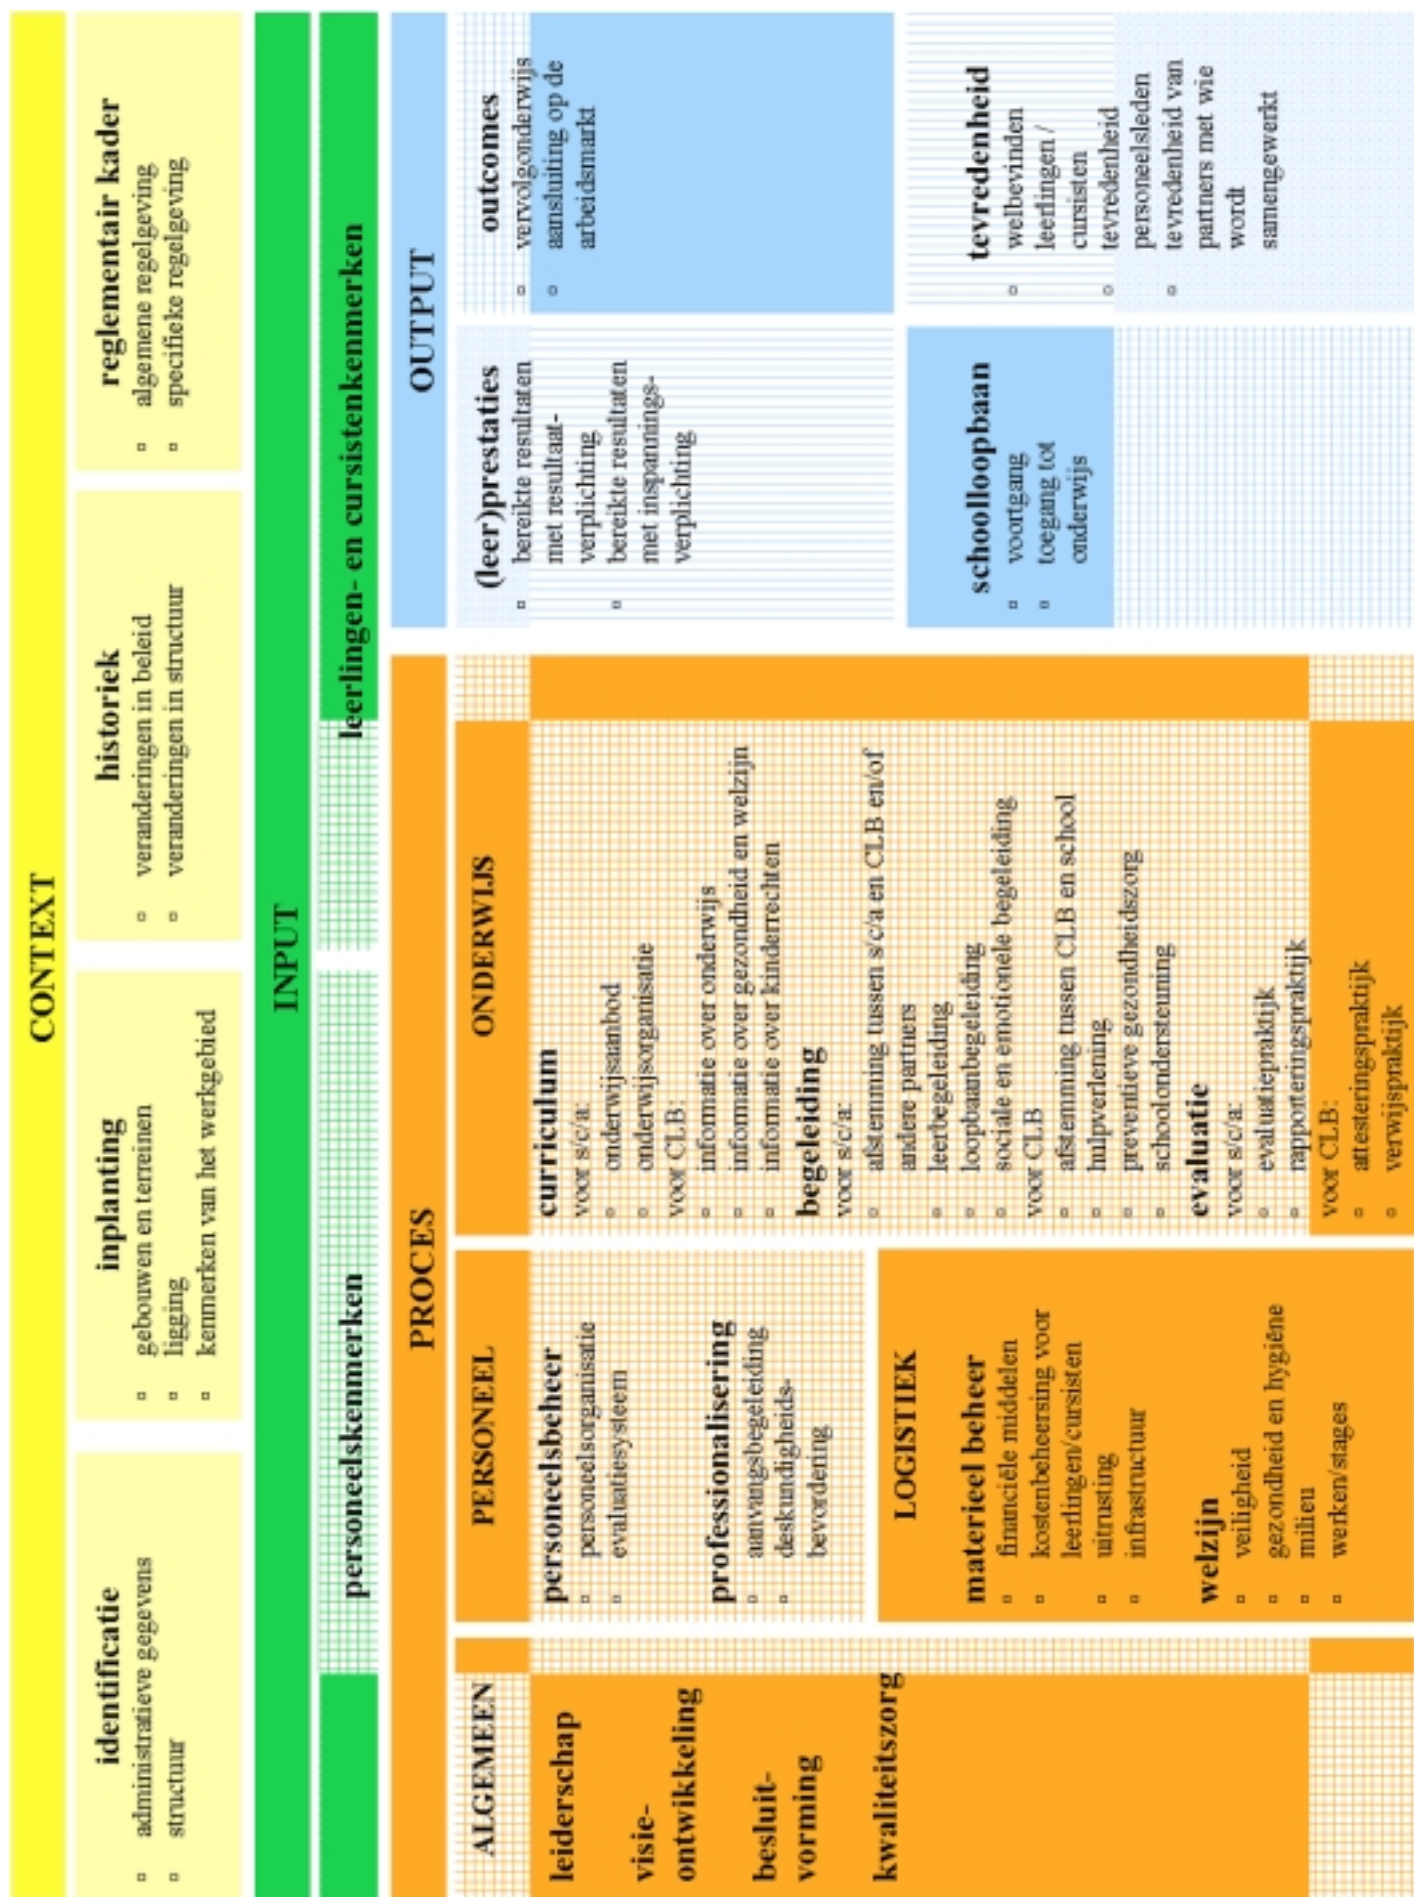 CONTEXT
identificatie
▫ administratieve gegevens
▫ structuur
inplanting
▫ gebouwen en terreinen
▫ ligging
▫ kenmerken van het werkgebied
historiek
▫ veranderingen in beleid
▫ veranderingen in structuur
reglementair kader
▫ algemene regelgeving
▫ specifieke regelgeving
INPUT
personeelskenmerken
leerlingen- en cursistenkenmerken
PROCES
ALGEMEEN
leiderschap
visie-
ontwikkeling
besluit-
vorming
kwaliteitszorg
PERSONEEL
personeelsbeheer
▫ personeelsorganisatie
▫ evaluatiesysteem
professionalisering
▫ aanvangsbegeleiding
▫ deskundigheids-
bevordering
LOGISTIEK
materieel beheer
▫ financiële middelen
▫ kostenbeheersing voor
leerlingen/cursisten
▫ uitrusting
▫ infrastructuur
welzijn
▫ veiligheid
▫ gezondheid en hygiëne
▫ milieu
▫ werken/stages
ONDERWIJS
curriculum
voor s/c/a:
▫ onderwijsaanbod
▫ onderwijsorganisatie
voor CLB:
▫ informatie over onderwijs
▫ informatie over gezondheid en welzijn
▫ informatie over kinderrechten
begeleiding
voor s/c/a:
▫ afstemming tussen s/c/a en CLB en/of
andere partners
▫ leerbegeleiding
▫ loopbaanbegeleiding
▫ sociale en emotionele begeleiding
voor CLB
▫ afstemming tussen CLB en school
▫ hulpverlening
▫ preventieve gezondheidszorg
▫ schoolondersteuning
evaluatie
voor s/c/a:
▫ evaluatiepraktijk
▫ rapporteringspraktijk
voor CLB:
▫ attesteringspraktijk
▫ verwijspraktijk
OUTPUT
(leer)prestaties
▫ bereikte resultaten
met resultaat-
verplichting
▫ bereikte resultaten
met inspannings-
verplichting
outcomes
▫ vervolgonderwijs
▫ aansluiting op de
arbeidsmarkt
schoolloopbaan
▫ voortgang
▫ toegang tot
onderwijs
tevredenheid
▫ welbevinden
leerlingen /
cursisten
▫ tevredenheid
personeelsleden
▫ tevredenheid van
partners met wie
wordt
samengewerkt